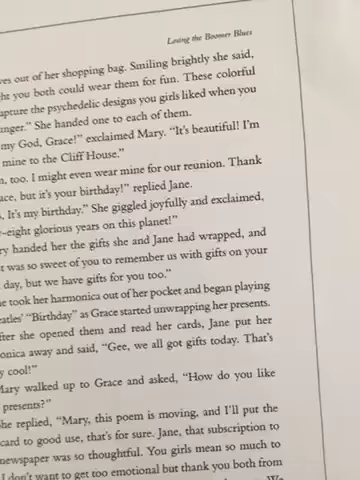 Losing the Boomer Blues
ves out of her shopping bag. Smiling brightly she said,
ht you both could wear them for fun. These colorful
apture the psychedelic designs you girls liked when you
unger.” She handed one to each of them.
my God, Grace!” exclaimed Mary. “It’s beautiful! I’m
mine to the Cliff House.”
, too. I might even wear mine for our reunion. Thank
ace, but it’s your birthday!” replied Jane.
, It’s my birthday.” She giggled joyfully and exclaimed,
-eight glorious years on this planet!”
ry handed her the gifts she and Jane had wrapped, and
t was so sweet of you to remember us with gifts on your
day, but we have gifts for you too.”
e took her harmonica out of her pocket and began playing
eatles’ “Birthday” as Grace started unwrapping her presents.
fter she opened them and read her cards, Jane put her
onica away and said, “Gee, we all got gifts today. That’s
y cool!”
Mary walked up to Grace and asked, “How do you like
presents?”
he replied, “Mary, this poem is moving, and I’ll put the
card to good use, that’s for sure. Jane, that subscription to
newspaper was so thoughtful. You girls mean so much to
I don’t want to get too emotional but thank you both from